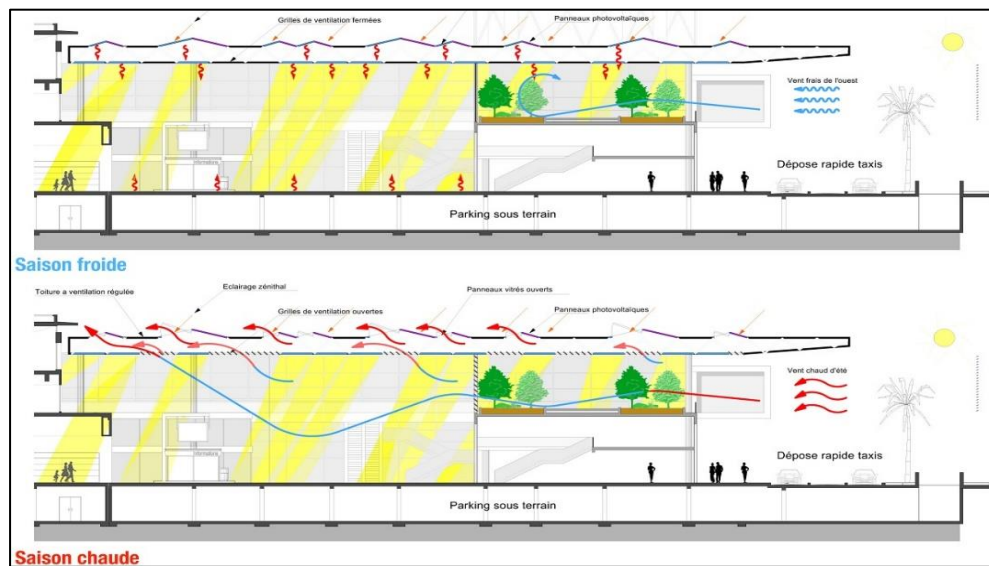 Grilles de ventilation fermées
Panneaux photovoltaïques
Vent frais de l'ouest
Dépose rapide taxis
Parking sous terrain
Saison froide
Toiture a ventilation régulée
Eclairage zénithal
Grilles de ventilation ouvertes
Panneaux vitrés ouverts
Panneaux photovoltaïques
Vent chaud d'été
Dépose rapide taxis
Parking sous terrain
Saison chaude